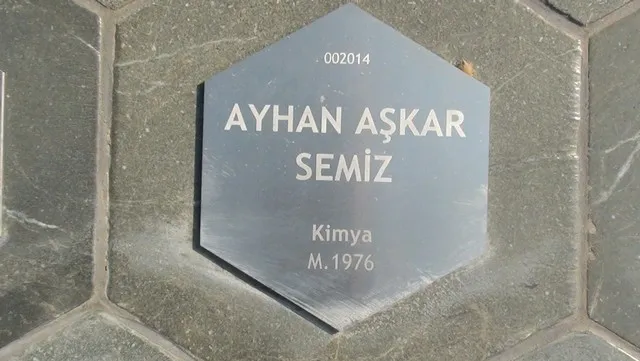 002014
AYHAN AŞKAR
SEMİZ
Kimya
M.1976